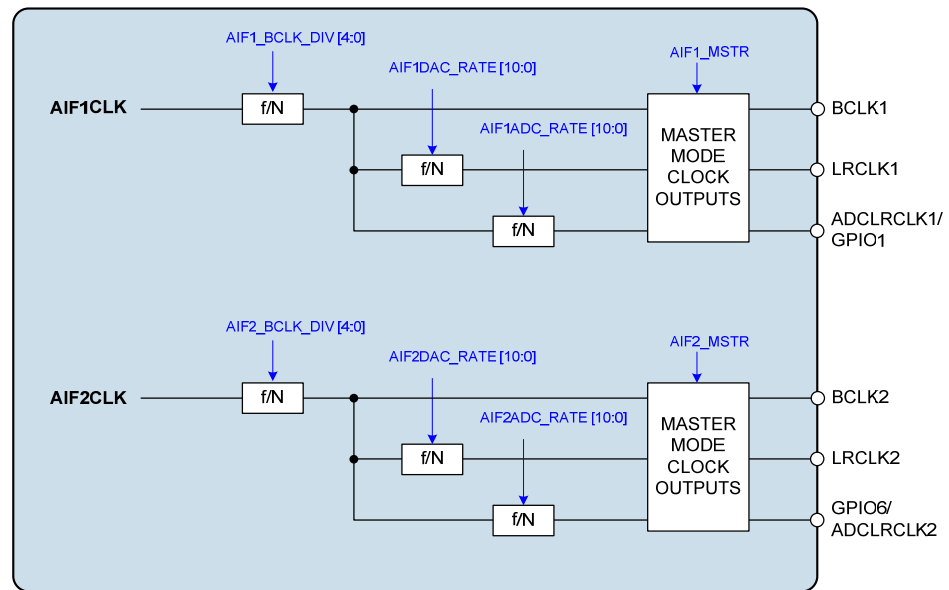 AIF1_BCLK_DIV [4:0]
AIF1DAC_RATE [10:0]
AIF1_MSTR
AIF1CLK
f/N
BCLK1
AIF1ADC_RATE [10:0]
MASTER
MODE
CLOCK
OUTPUTS
f/N
LRCLK1
f/N
ADCLRCLK1/
GPIO1
AIF2_BCLK_DIV [4:0]
AIF2DAC_RATE [10:0]
AIF2_MSTR
AIF2CLK
f/N
BCLK2
AIF2ADC_RATE [10:0]
MASTER
MODE
CLOCK
OUTPUTS
f/N
LRCLK2
f/N
GPIO6/
ADCLRCLK2